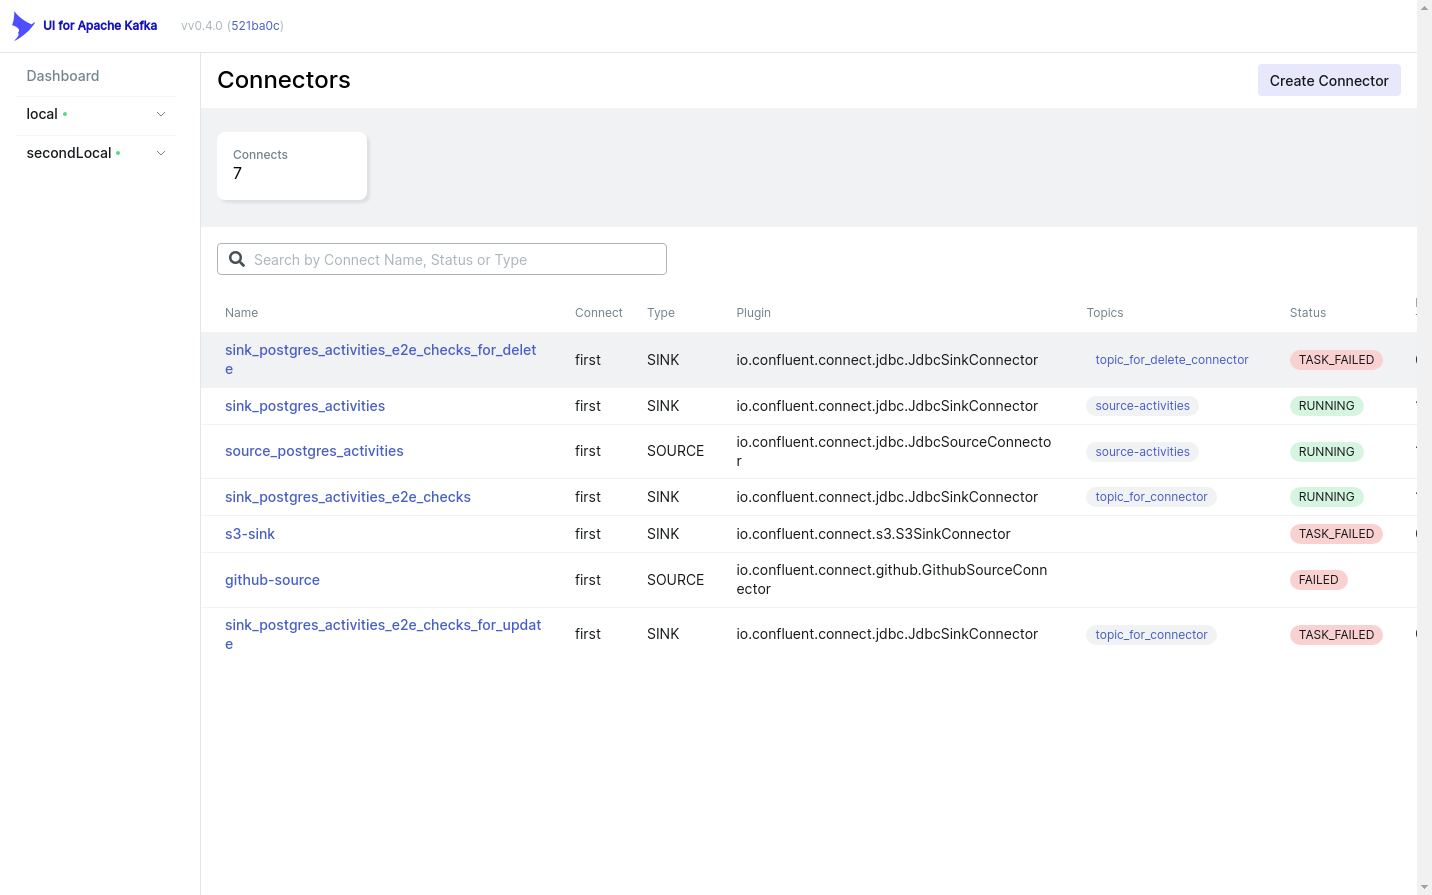 UI for Apache Kafka vv0.4.0 (521ba0c)
Dashboard
local
secondLocal
Connectors
Create Connector
Connects
7
Search by Connect Name, Status or Type
Name Connect Type Plugin Topics Status
sink_postgres_activities_e2e_checks_for_delet
e
first SINK io.confluent.connect.jdbc.JdbcSinkConnector topic_for_delete_connector TASK_FAILED
sink_postgres_activities first SINK io.confluent.connect.jdbc.JdbcSinkConnector source-activities RUNNING
source_postgres_activities first SOURCE io.confluent.connect.jdbc.JdbcSourceConnecto
r
source-activities RUNNING
sink_postgres_activities_e2e_checks first SINK io.confluent.connect.jdbc.JdbcSinkConnector topic_for_connector RUNNING
s3-sink first SINK io.confluent.connect.s3.S3SinkConnector TASK_FAILED
github-source first SOURCE io.confluent.connect.github.GithubSourceConn
ector
FAILED
sink_postgres_activities_e2e_checks_for_updat
e
first SINK io.confluent.connect.jdbc.JdbcSinkConnector topic_for_connector TASK_FAILED